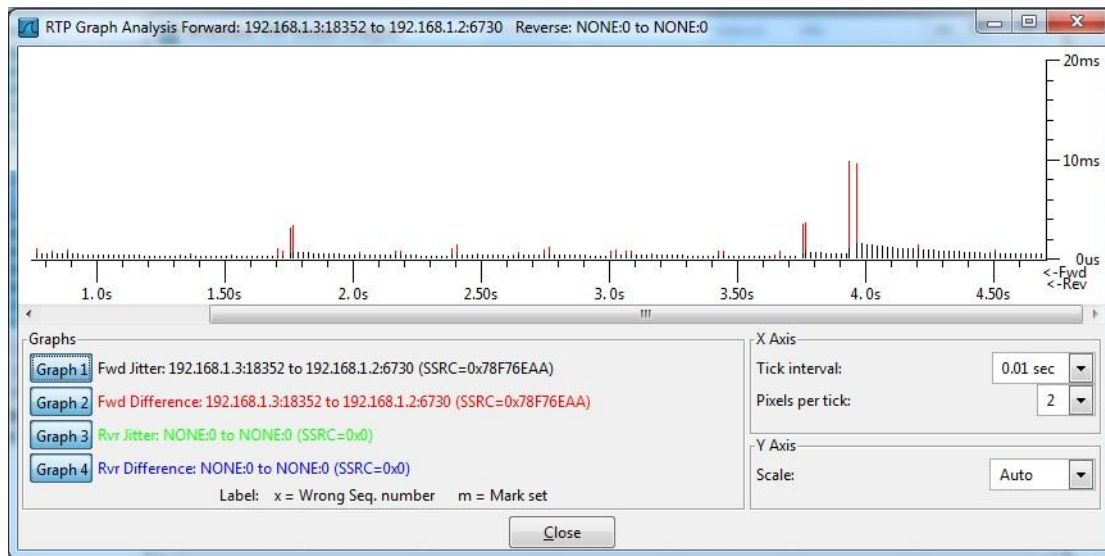 RTP Graph Analysis Forward: 192.168.1.3:18352 to 192.168.1.2:6730 Reverse: NONE:0 to NONE:0
20ms
10ms
0us
<-Fwd
<-Rev
1.0s 1.50s 2.0s 2.50s 3.0s 3.50s 4.0s 4.50s
Graphs
Graph 1 Fwd Jitter: 192.168.1.3:18352 to 192.168.1.2:6730 (SSRC=0x78F76EAA)
Graph 2 Fwd Difference: 192.168.1.3:18352 to 192.168.1.2:6730 (SSRC=0x78F76EAA)
Graph 3 Rvr Jitter: NONE:0 to NONE:0 (SSRC=0x0)
Graph 4 Rvr Difference: NONE:0 to NONE:0 (SSRC=0x0)
Label: x = Wrong Seq. number m = Mark set
X Axis
Tick interval: 0.01 sec
Pixels per tick: 2
Y Axis
Scale: Auto
Close